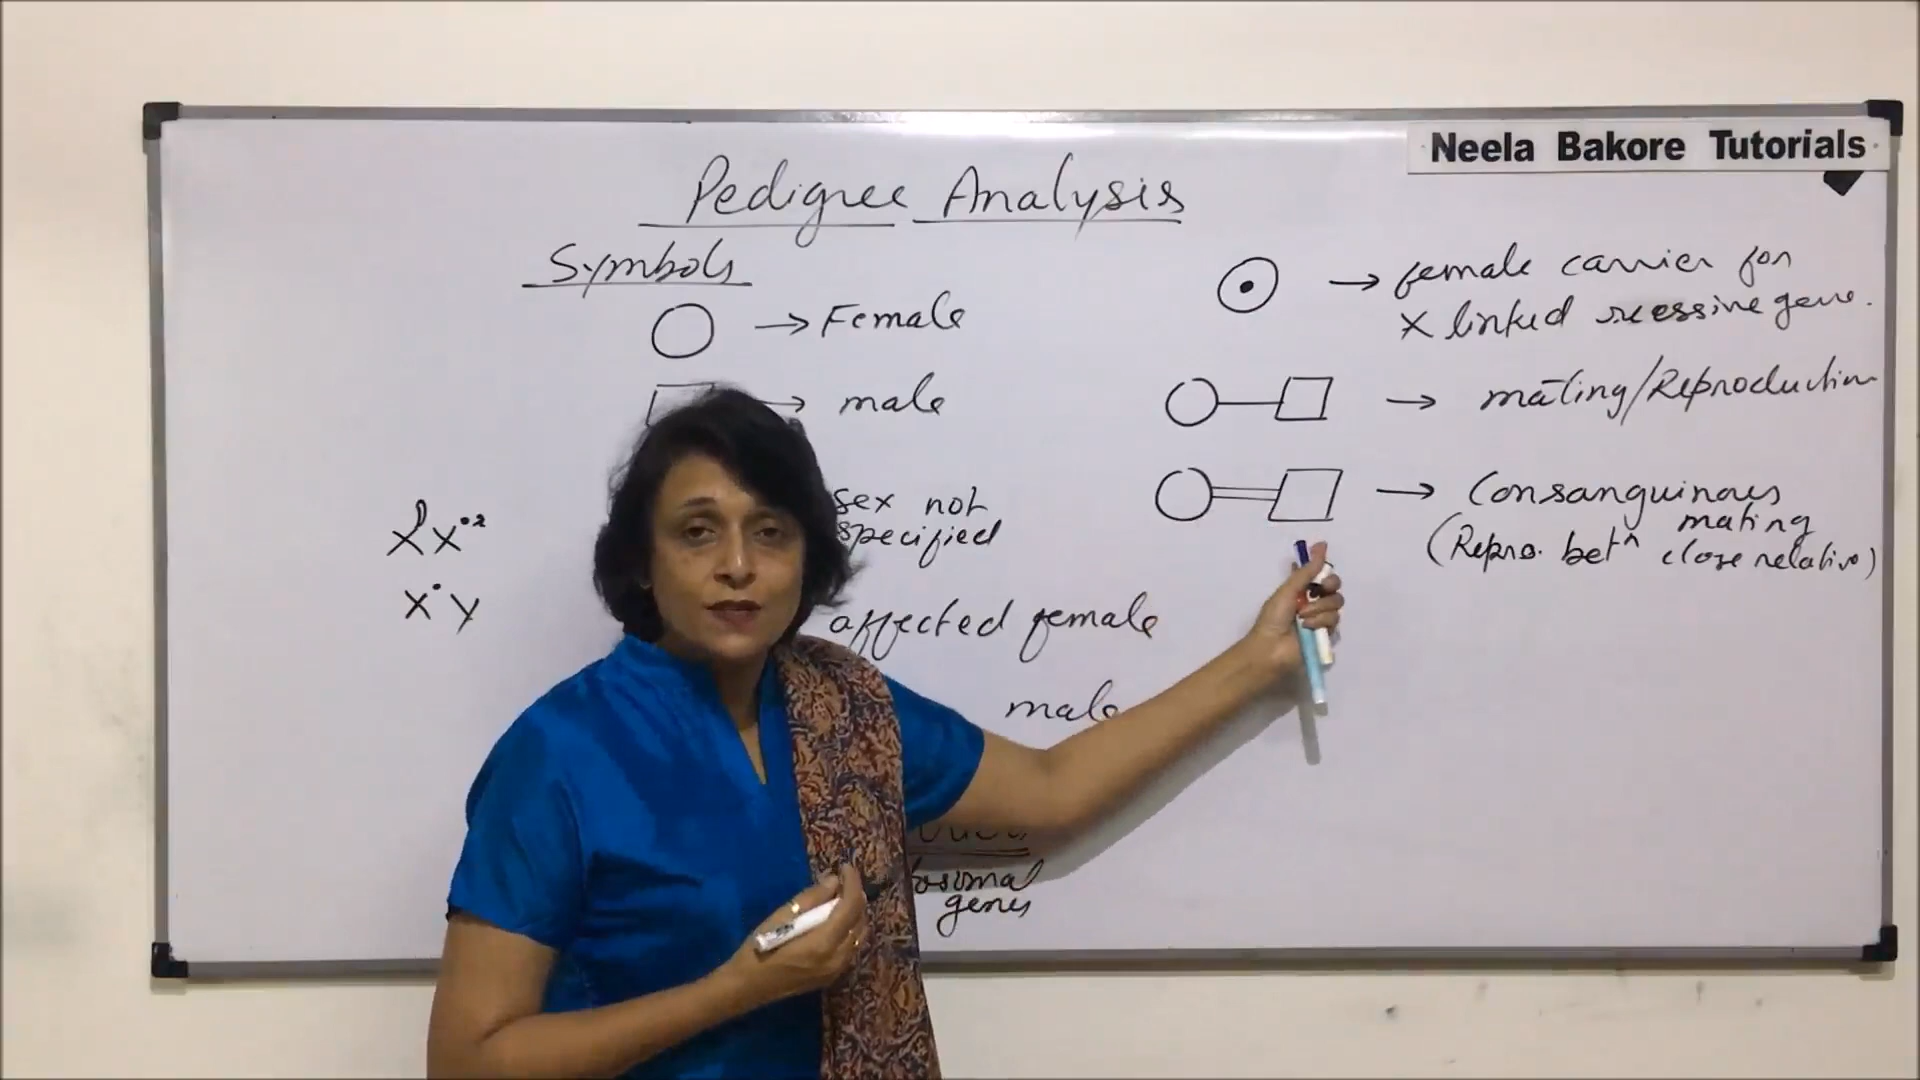 Neela Bakore Tutorials
Pedigree Analysis
Symbols
→ Female
→ male
sex not
specified
affected female
male
genes
X X
X Y
→ female carrier for
X linked recessive gene.
→ mating/Reproduction
→ Consanguinous
mating
(Repro. betn close relative)